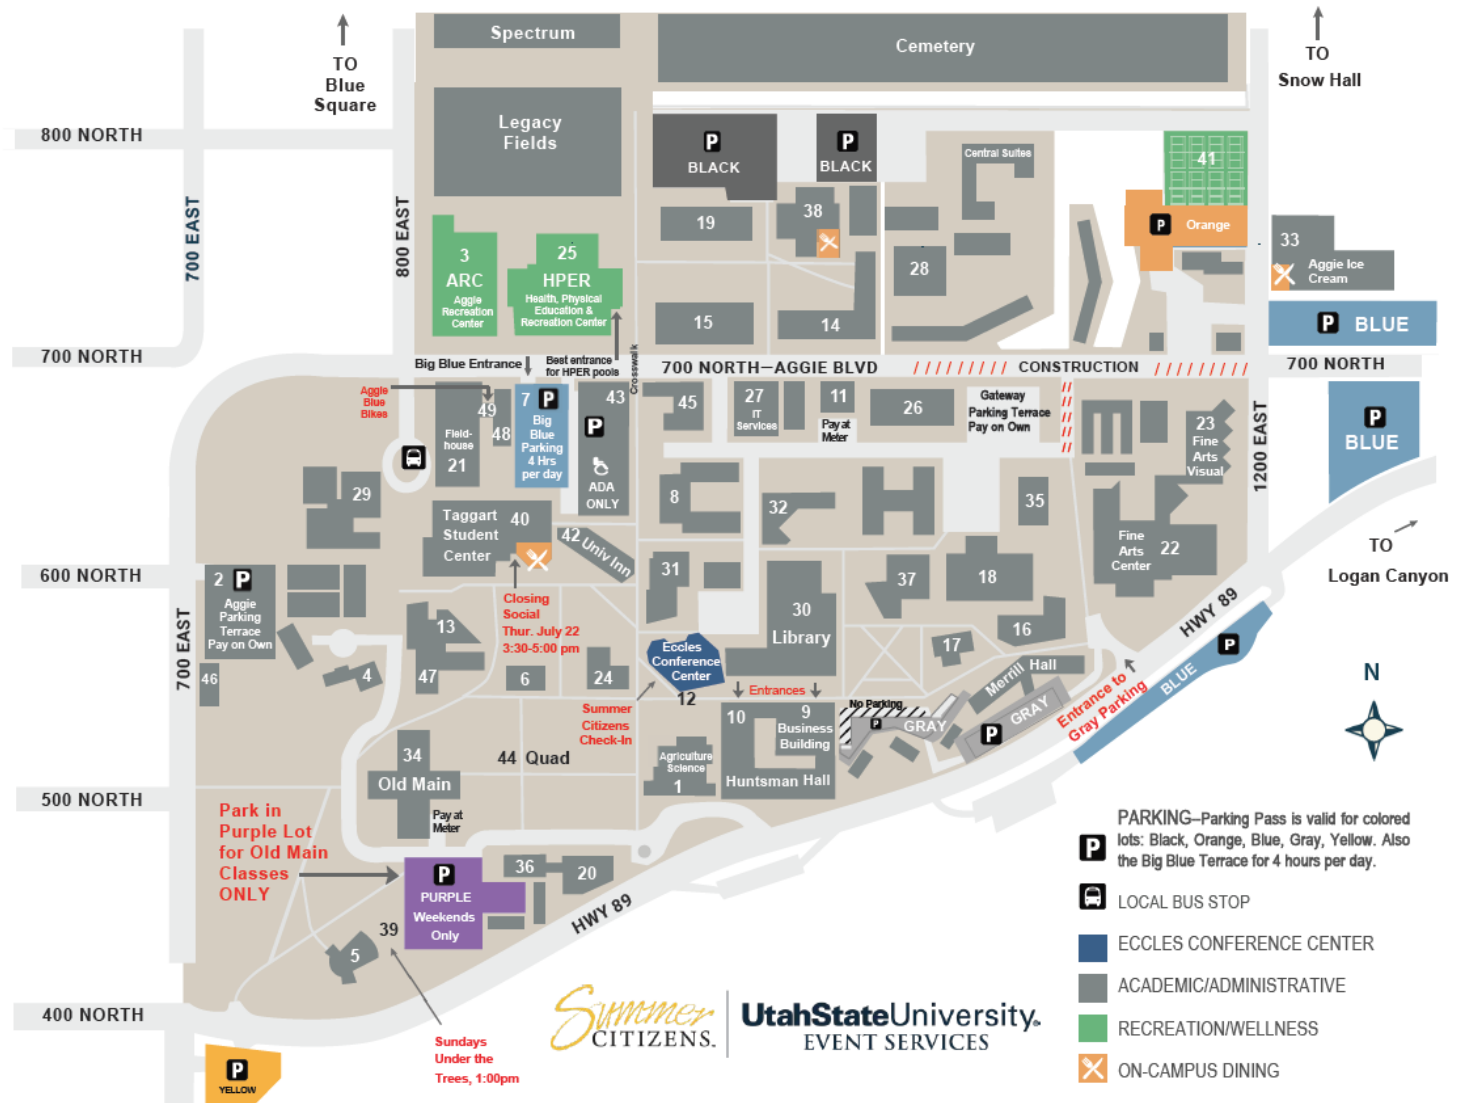 TO
Blue
Square
Spectrum
Cemetery
TO
Snow Hall
Legacy
Fields
800 NORTH
P
BLACK
P
BLACK
Central Suites
41
700 EAST
800 EAST
3
ARC
Aggie
Recreation
Center
25
HPER
Health, Physical
Education &
Recreation Center
19
38
28
P
Orange
33
Aggie Ice
Cream
15
14
P
BLUE
700 NORTH
Big Blue Entrance
Best entrance
for HPER pools
Crosswalk
700 NORTH—AGGIE BLVD
CONSTRUCTION
700 NORTH
Aggie
Blue
Bikes
49
48
Field-
house
21
7
P
Big
Blue
Parking
4 Hrs
per day
43
P
ADA
ONLY
45
27
IT
Services
11
Pay at
Meter
26
Gateway
Parking Terrace
Pay on Own
23
Fine
Arts
Visual
1200 EAST
P
BLUE
29
8
32
35
Taggart
Student
Center
40
42 Univ Inn
Fine
Arts
Center
22
TO
Logan Canyon
600 NORTH
2
P
Aggie
Parking
Terrace
Pay on Own
31
30
Library
37
18
HWY 89
700 EAST
Closing
Social
Thur. July 22
3:30-5:00 pm
13
47
46
4
6
24
Eccles
Conference
Center
12
Summer
Citizens
Check-In
Entrances
17
16
Merrill Hall
P
BLUE
Entrance to
Gray Parking
N
No Parking
P
GRAY
P
GRAY
34
Old Main
44 Quad
Agriculture
Science
1
10
9
Business
Building
Huntsman Hall
500 NORTH
Park in
Purple Lot
for Old Main
Classes
ONLY
Pay at
Meter
P
PURPLE
Weekends
Only
36
20
HWY 89
39
5
400 NORTH
Sundays
Under the
Trees, 1:00pm
P
YELLOW
Summer
CITIZENS.
UtahStateUniversity.
EVENT SERVICES
P
PARKING—Parking Pass is valid for colored
lots: Black, Orange, Blue, Gray, Yellow. Also
the Big Blue Terrace for 4 hours per day.
LOCAL BUS STOP
ECCLES CONFERENCE CENTER
ACADEMIC/ADMINISTRATIVE
RECREATION/WELLNESS
ON-CAMPUS DINING